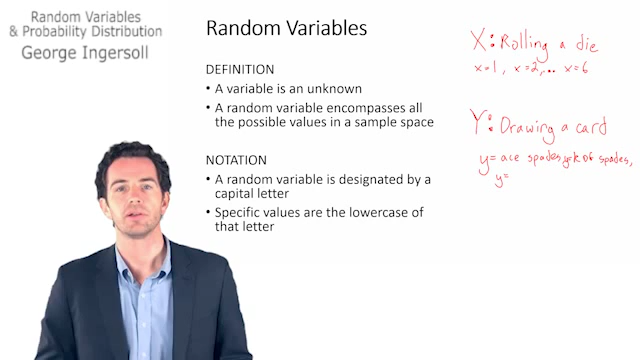 Random Variables
& Probability Distribution
George Ingersoll
Random Variables
DEFINITION
• A variable is an unknown
• A random variable encompasses all
the possible values in a sample space
NOTATION
• A random variable is designated by a
capital letter
• Specific values are the lowercase of
that letter
X: Rolling a die
x=1, x=2, ... x=6
Y: Drawing a card
y= ace spades, y=k of spades,
y=